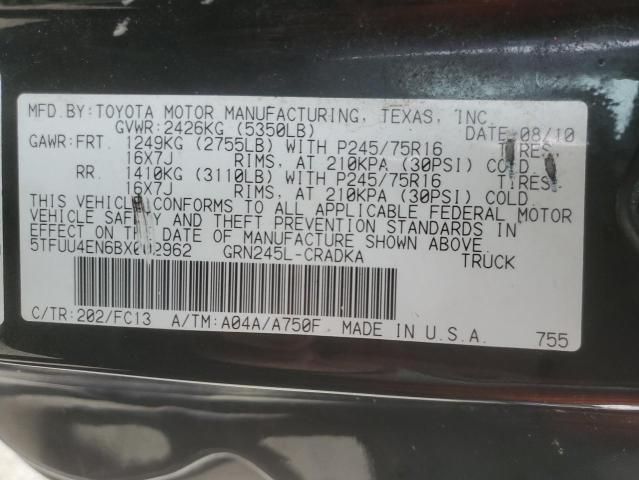 MFD.BY:TOYOTA MOTOR MANUFACTURING, TEXAS, INC
GVWR:2426KG (5350LB) DATE 08/10
GAWR:FRT. 1249KG (2755LB) WITH P245/75R16 TIRES
16X7J RIMS, AT 210KPA (30PSI) COLD
RR. 1410KG (3110LB) WITH P245/75R16 TIRES
16X7J RIMS, AT 210KPA (30PSI) COLD
THIS VEHICLE CONFORMS TO ALL APPLICABLE FEDERAL MOTOR
VEHICLE SAFETY AND THEFT PREVENTION STANDARDS IN
EFFECT ON THE DATE OF MANUFACTURE SHOWN ABOVE.
GRN245L-CRADKA TRUCK
C/TR:202/FC13 A/TM:A04A/A750F. MADE IN U.S.A. 755